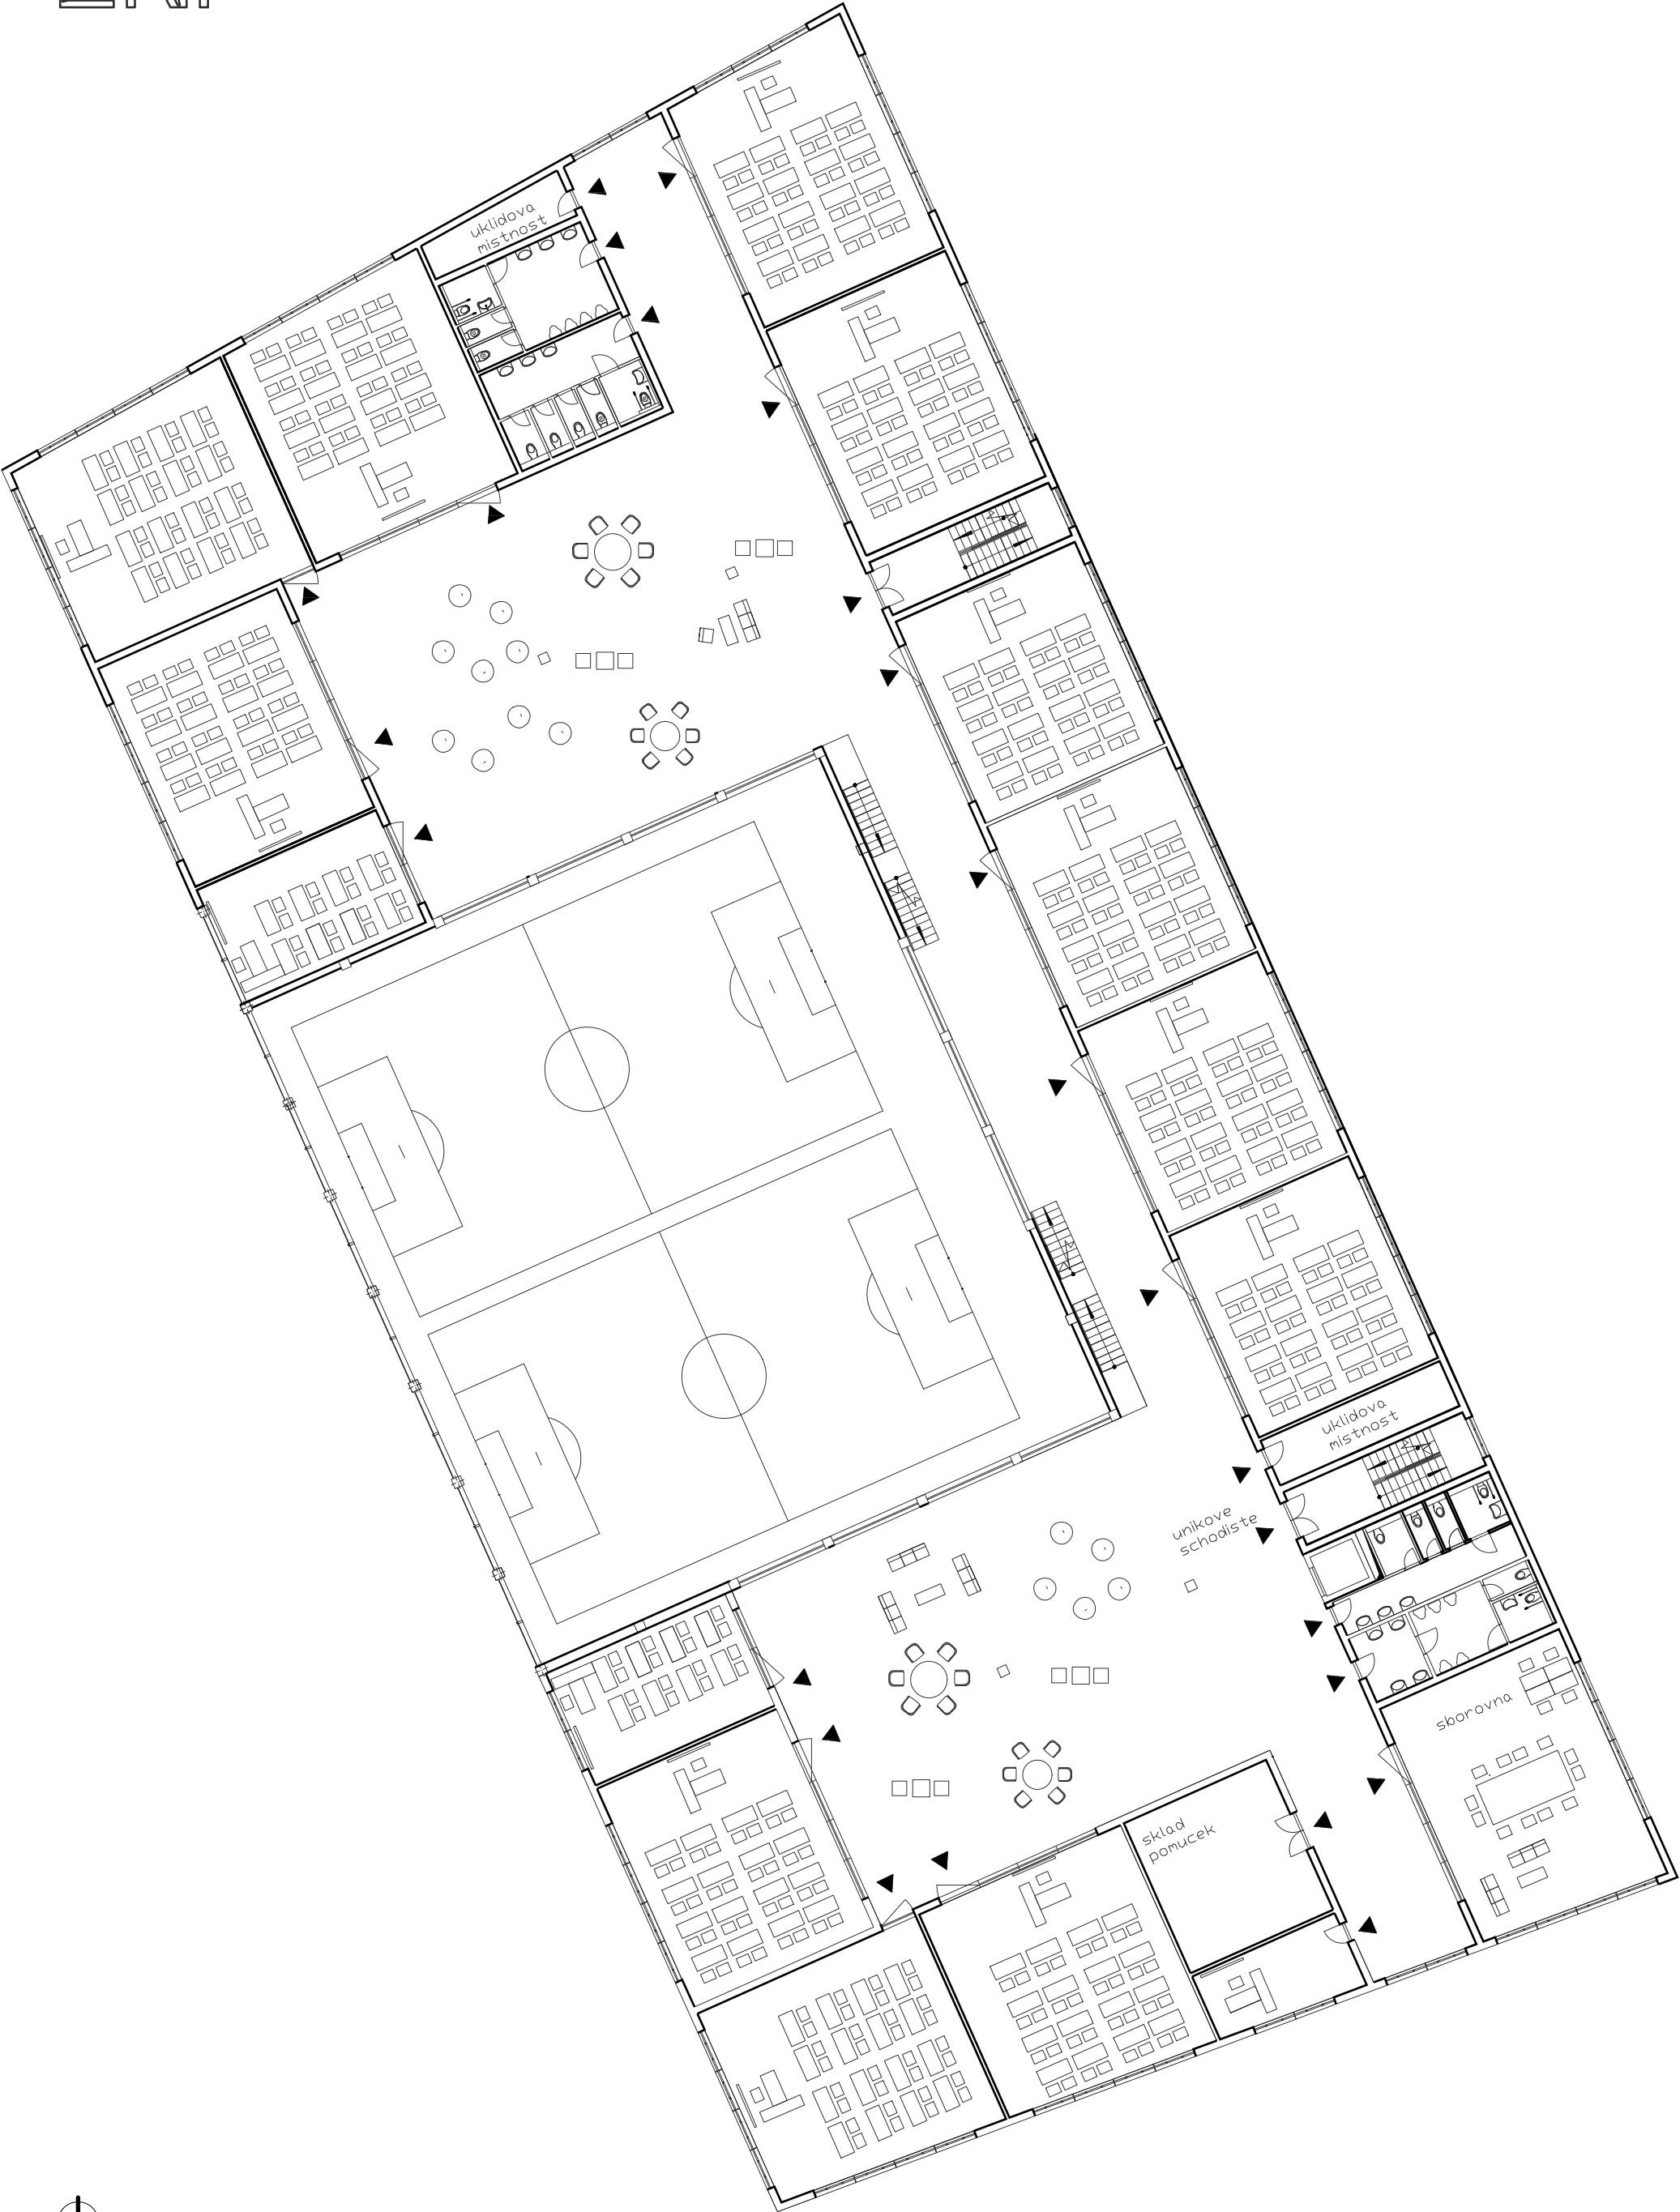 uklidova
mistnost
uklidova
mistnost
unikove
schodiste
sborovna
sklad
pomucek